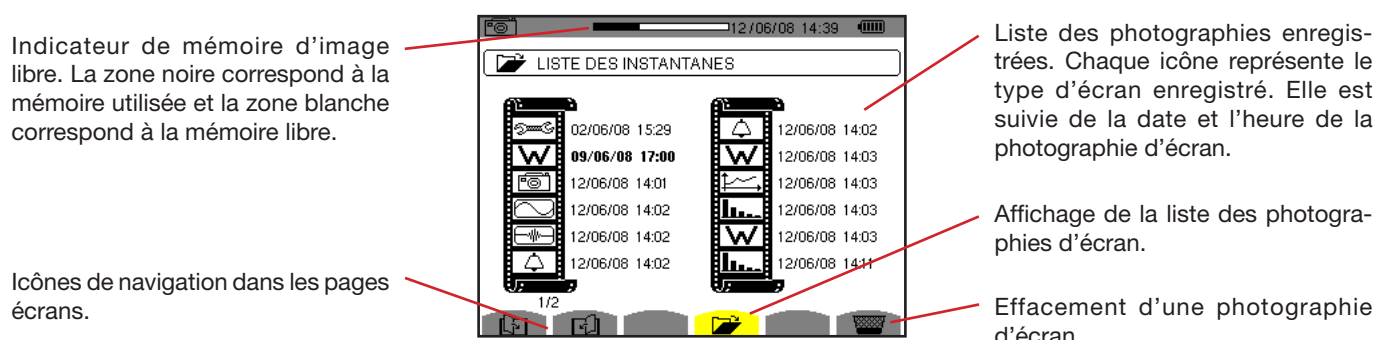 Indicateur de mémoire d'image
libre. La zone noire correspond à la
mémoire utilisée et la zone blanche
correspond à la mémoire libre.
Icônes de navigation dans les pages
écrans.
12/06/08 14:39
LISTE DES INSTANTANES
02/06/08 15:29
09/06/08 17:00
12/06/08 14:01
12/06/08 14:02
12/06/08 14:02
12/06/08 14:02
12/06/08 14:02
12/06/08 14:03
12/06/08 14:03
12/06/08 14:03
12/06/08 14:03
12/06/08 14:11
1/2
Liste des photographies enregis-
trées. Chaque icône représente le
type d'écran enregistré. Elle est
suivie de la date et l'heure de la
photographie d'écran.
Affichage de la liste des photogra-
phies d'écran.
Effacement d'une photographie
d'écran